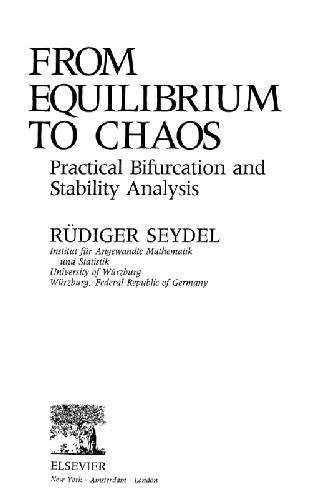 FROM
EQUILIBRIUM
TO CHAOS
Practical Bifurcation and
Stability Analysis
RÜDIGER SEYDEL
Institut für Angewandte Mathematik
und Statistik
University of Würzburg
Würzburg, Federal Republic of Germany
ELSEVIER
New York · Amsterdam · London